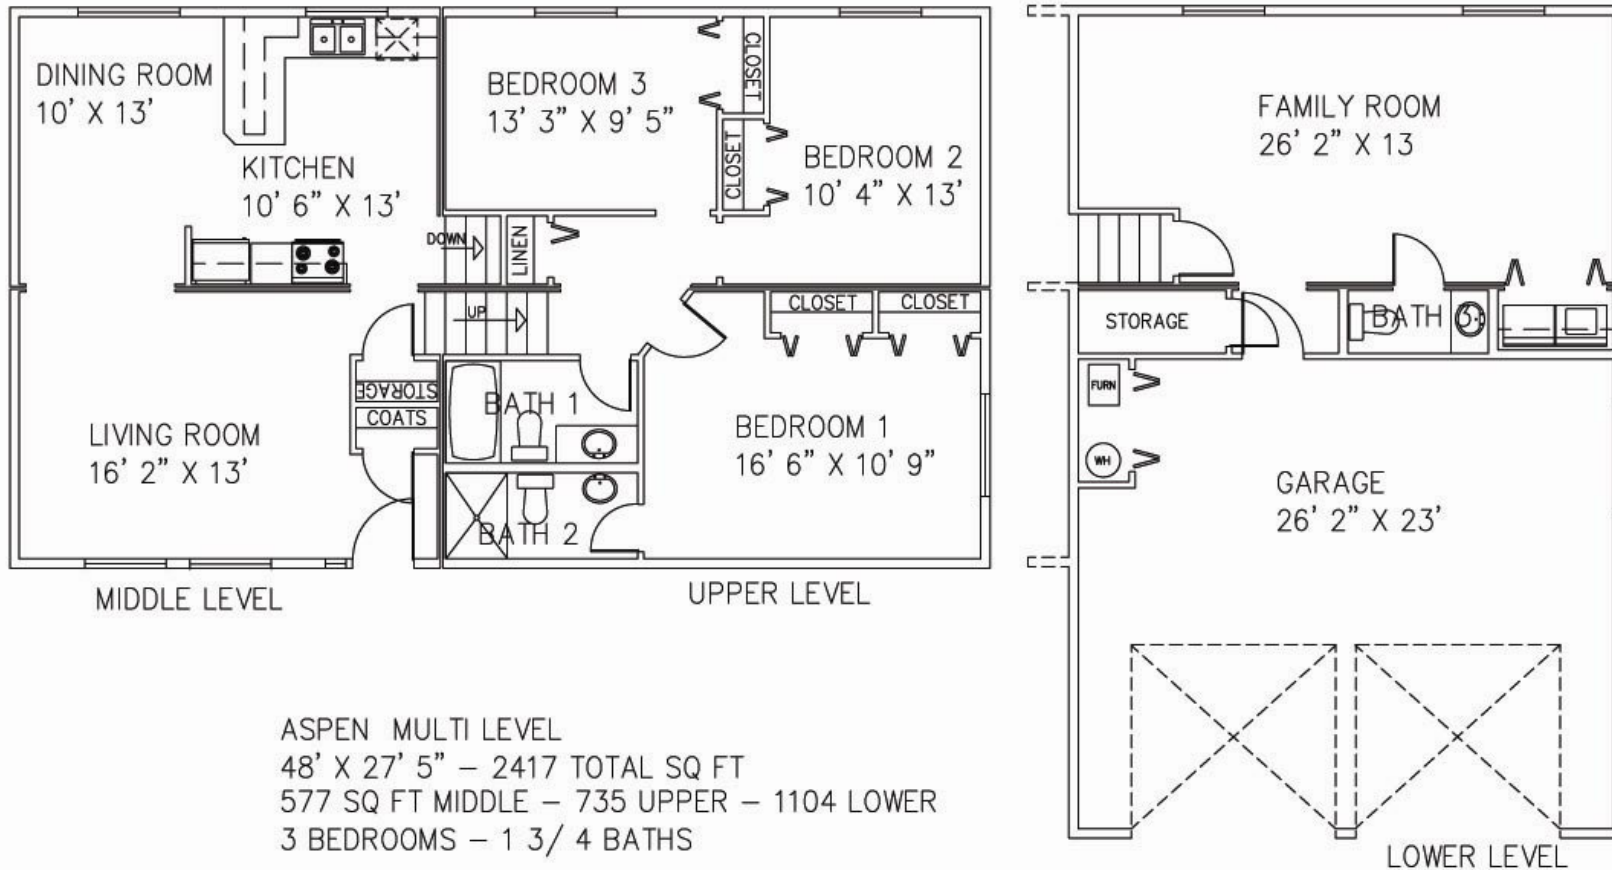 DINING ROOM
10' X 13'
KITCHEN
10' 6" X 13'
BEDROOM 3
13' 3" X 9' 5"
CLOSET
CLOSET
BEDROOM 2
10' 4" X 13'
DOWN
LINEN
UP
CLOSET
CLOSET
STORAGE
COATS
LIVING ROOM
16' 2" X 13'
BATH 1
BATH 2
BEDROOM 1
16' 6" X 10' 9"
MIDDLE LEVEL
UPPER LEVEL
FAMILY ROOM
26' 2" X 13
STORAGE
BATH 3
FURN
WH
GARAGE
26' 2" X 23'
LOWER LEVEL
ASPEN MULTI LEVEL
48' X 27' 5" – 2417 TOTAL SQ FT
577 SQ FT MIDDLE – 735 UPPER – 1104 LOWER
3 BEDROOMS – 1 3/ 4 BATHS